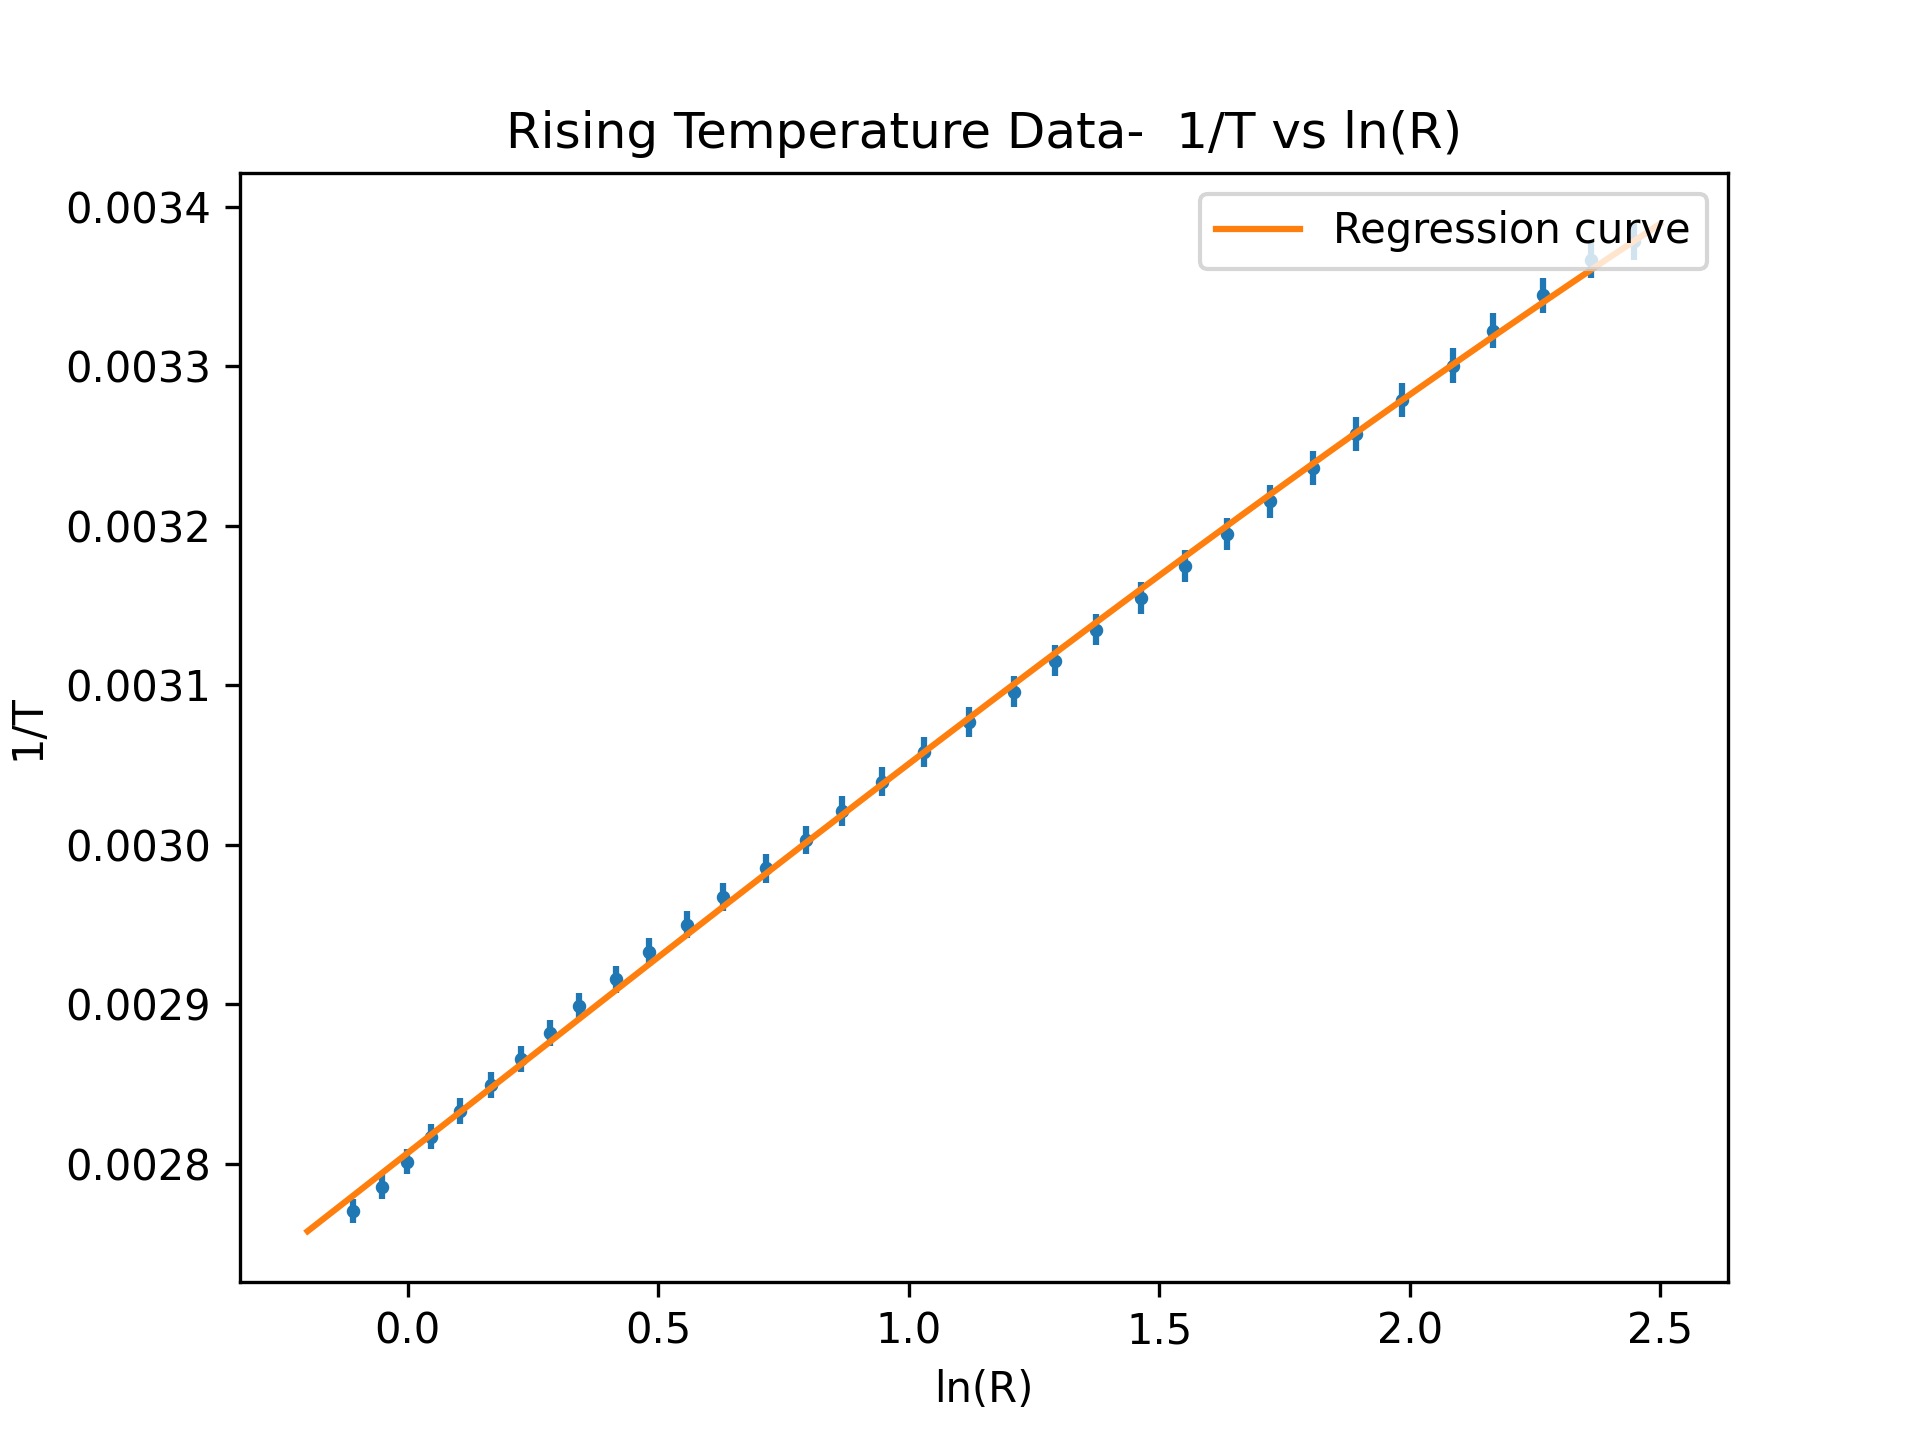 Rising Temperature Data-  1/T vs ln(R)
Regression curve
0.0034
0.0033
0.0032
0.0031
0.0030
0.0029
0.0028
1/T
0.0 0.5 1.0 1.5 2.0 2.5
ln(R)